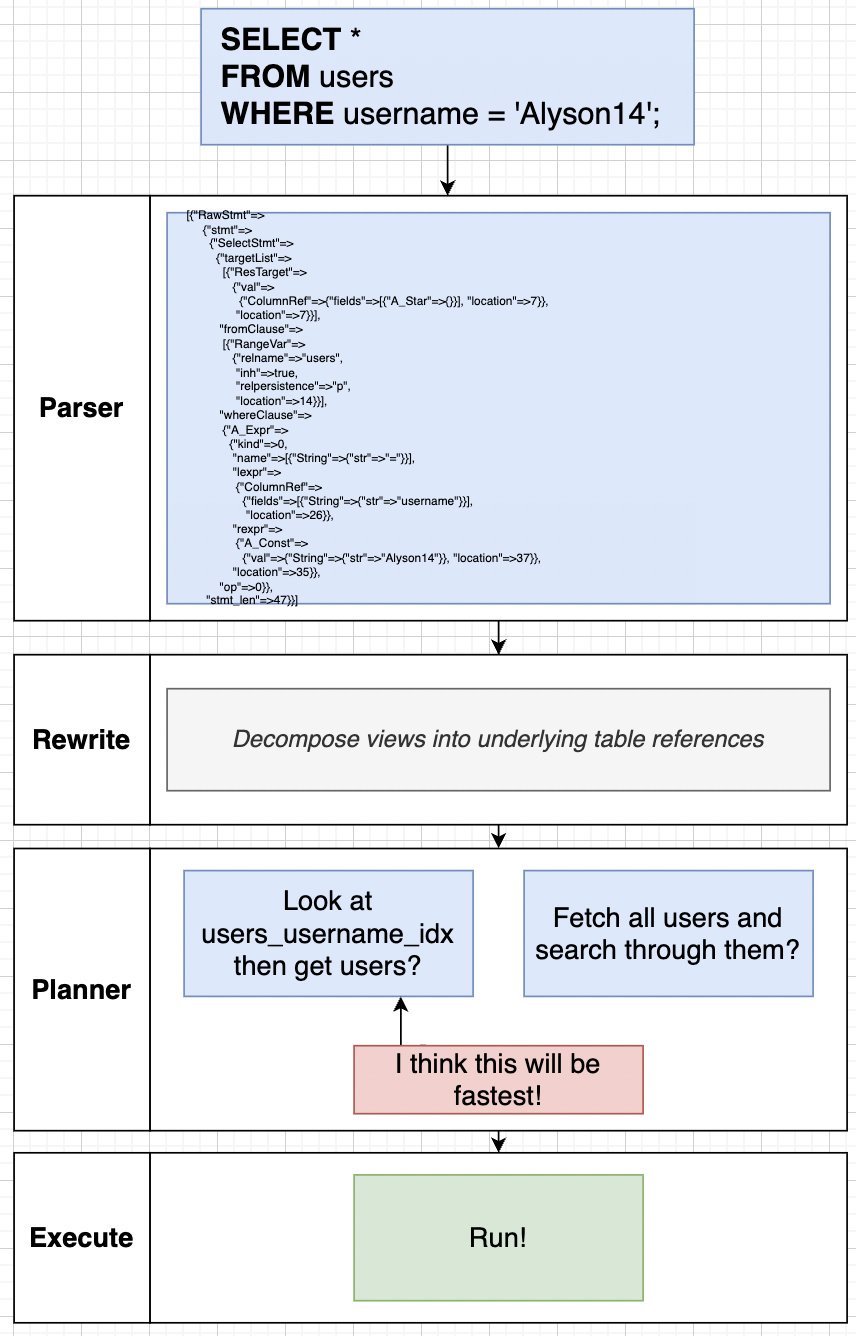 SELECT *
FROM users
WHERE username = 'Alyson14';
Parser
[{"RawStmt"=>
{"stmt"=>
{"SelectStmt"=>
{"targetList"=>
[{"ResTarget"=>
{"val"=>
{"ColumnRef"=>{"fields"=>[{"A_Star"=>{}}], "location"=>7}},
"location"=>7}}],
"fromClause"=>
[{"RangeVar"=>
{"relname"=>"users",
"inh"=>true,
"relpersistence"=>"p",
"location"=>14}}],
"whereClause"=>
{"A_Expr"=>
{"kind"=>0,
"name"=>[{"String"=>{"str"=>"="}}],
"lexpr"=>
{"ColumnRef"=>
{"fields"=>[{"String"=>{"str"=>"username"}}],
"location"=>26}},
"rexpr"=>
{"A_Const"=>
{"val"=>{"String"=>{"str"=>"Alyson14"}}, "location"=>37}},
"location"=>35}},
"op"=>0}},
"stmt_len"=>47}}]
Rewrite
Decompose views into underlying table references
Planner
Look at
users_username_idx
then get users?
Fetch all users and
search through them?
I think this will be
fastest!
Execute
Run!